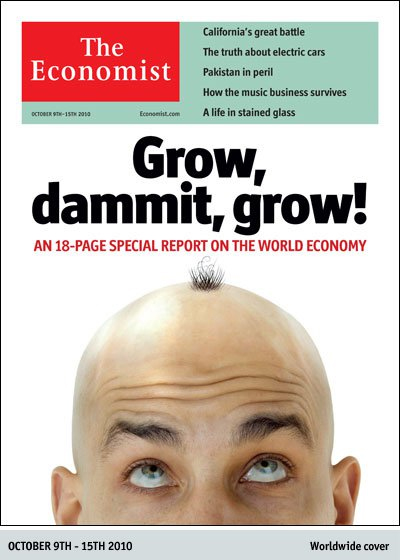 The
Economist
OCTOBER 9TH–15TH 2010
Economist.com
California's great battle
The truth about electric cars
Pakistan in peril
How the music business survives
A life in stained glass
Grow,
dammit, grow!
AN 18-PAGE SPECIAL REPORT ON THE WORLD ECONOMY
OCTOBER 9TH - 15TH 2010
Worldwide cover